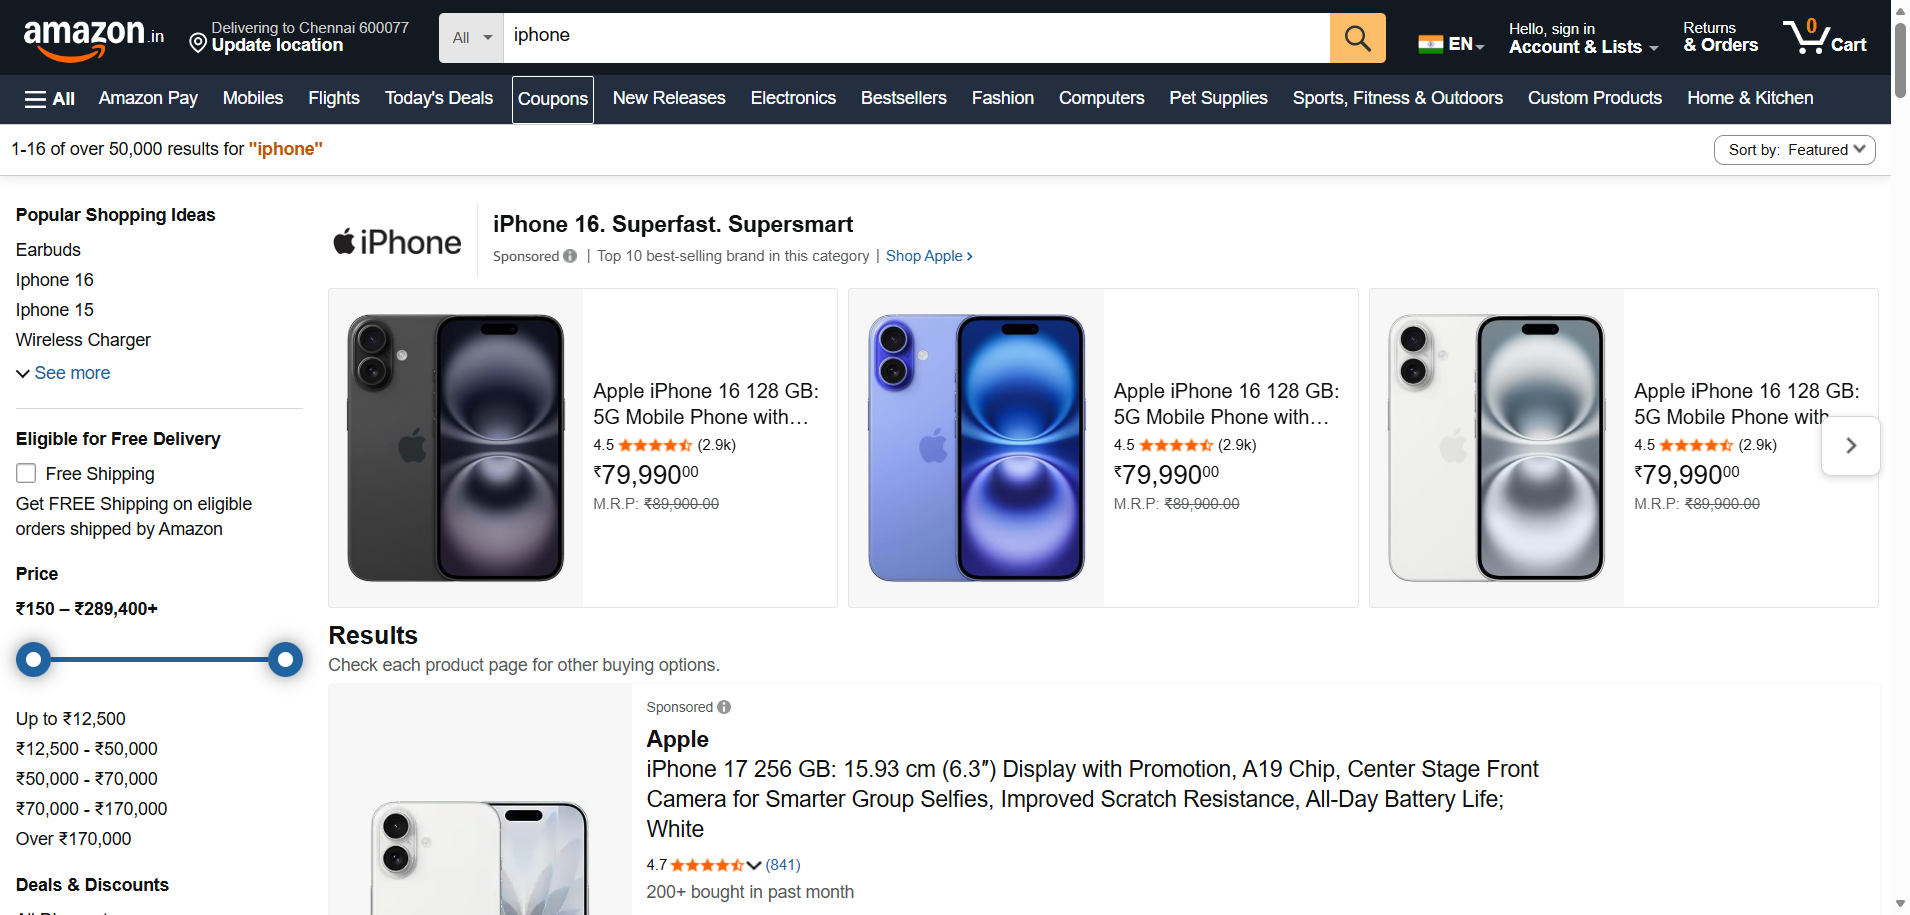 amazon.in
Delivering to Chennai 600077
Update location
All
iphone
EN
Hello, sign in
Account & Lists
Returns
& Orders
0
Cart
All
Amazon Pay
Mobiles
Flights
Today's Deals
Coupons
New Releases
Electronics
Bestsellers
Fashion
Computers
Pet Supplies
Sports, Fitness & Outdoors
Custom Products
Home & Kitchen
1-16 of over 50,000 results for "iphone"
Sort by: Featured
Popular Shopping Ideas
Earbuds
Iphone 16
Iphone 15
Wireless Charger
See more
Eligible for Free Delivery
Free Shipping
Get FREE Shipping on eligible
orders shipped by Amazon
Price
₹150 – ₹289,400+
Up to ₹12,500
₹12,500 - ₹50,000
₹50,000 - ₹70,000
₹70,000 - ₹170,000
Over ₹170,000
Deals & Discounts
iPhone
iPhone 16. Superfast. Supersmart
Sponsored | Top 10 best-selling brand in this category | Shop Apple ›
Apple iPhone 16 128 GB:
5G Mobile Phone with…
4.5 (2.9k)
₹79,99000
M.R.P: ₹89,900.00
Apple iPhone 16 128 GB:
5G Mobile Phone with…
4.5 (2.9k)
₹79,99000
M.R.P: ₹89,900.00
Apple iPhone 16 128 GB:
5G Mobile Phone with
4.5 (2.9k)
₹79,99000
M.R.P: ₹89,900.00
Results
Check each product page for other buying options.
Sponsored
Apple
iPhone 17 256 GB: 15.93 cm (6.3″) Display with Promotion, A19 Chip, Center Stage Front
Camera for Smarter Group Selfies, Improved Scratch Resistance, All-Day Battery Life;
White
4.7 (841)
200+ bought in past month